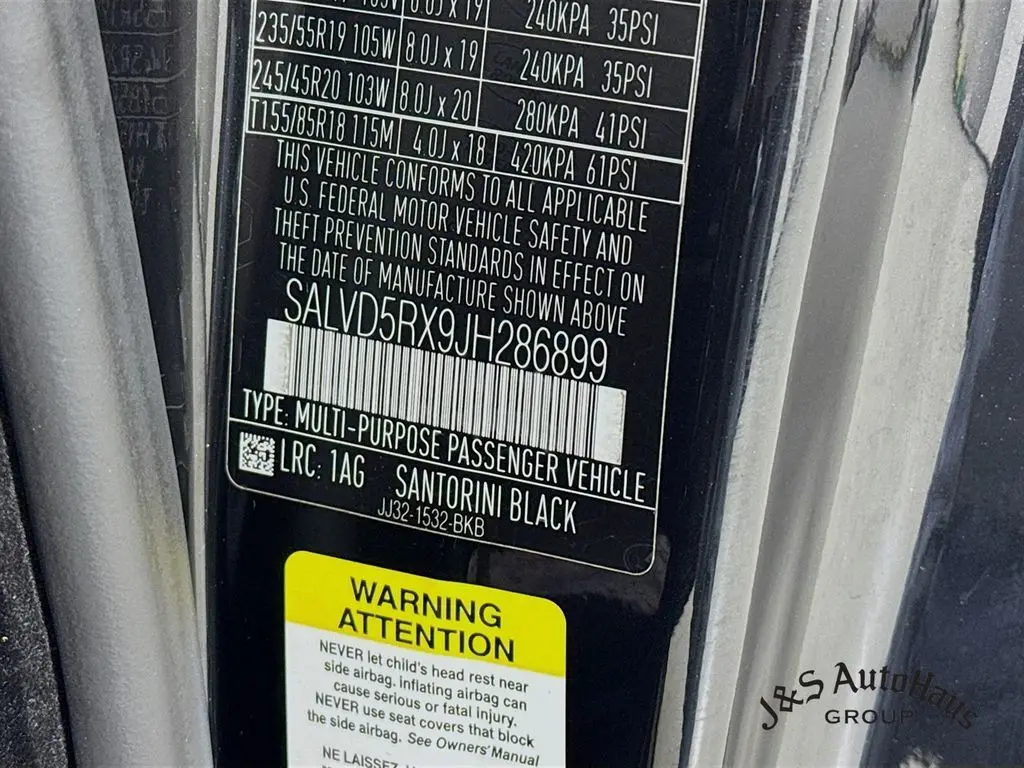 240KPA 35PSI
235/55R19 105W 8.0J x 19 240KPA 35PSI
245/45R20 103W 8.0J x 20 280KPA 41PSI
T155/85R18 115M 4.0J x 18 420KPA 61PSI
THIS VEHICLE CONFORMS TO ALL APPLICABLE
U.S. FEDERAL MOTOR VEHICLE SAFETY AND
THEFT PREVENTION STANDARDS IN EFFECT ON
THE DATE OF MANUFACTURE SHOWN ABOVE
SALVD5RX9JH286899
TYPE: MULTI-PURPOSE PASSENGER VEHICLE
LRC: 1AG SANTORINI BLACK
JJ32-1532-BKB
WARNING
ATTENTION
NEVER let child's head rest near
side airbag. inflating airbag can
cause serious or fatal injury.
NEVER use seat covers that block
the side airbag. See Owners' Manual
NE LAISSEZ
J&S AutoHaus
GROUP